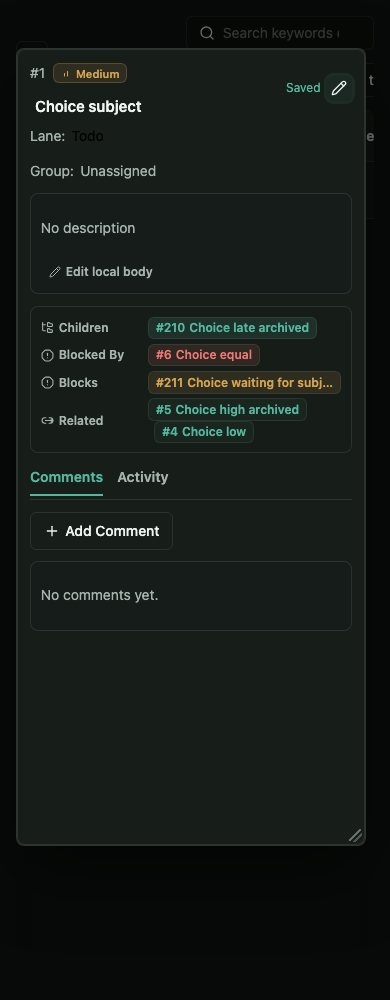 Search keywords
#1 Medium
Saved
Choice subject
Lane: Todo
Group: Unassigned
No description
Edit local body
Children #210 Choice late archived
Blocked By #6 Choice equal
Blocks #211 Choice waiting for subj...
Related #5 Choice high archived
#4 Choice low
Comments Activity
Add Comment
No comments yet.